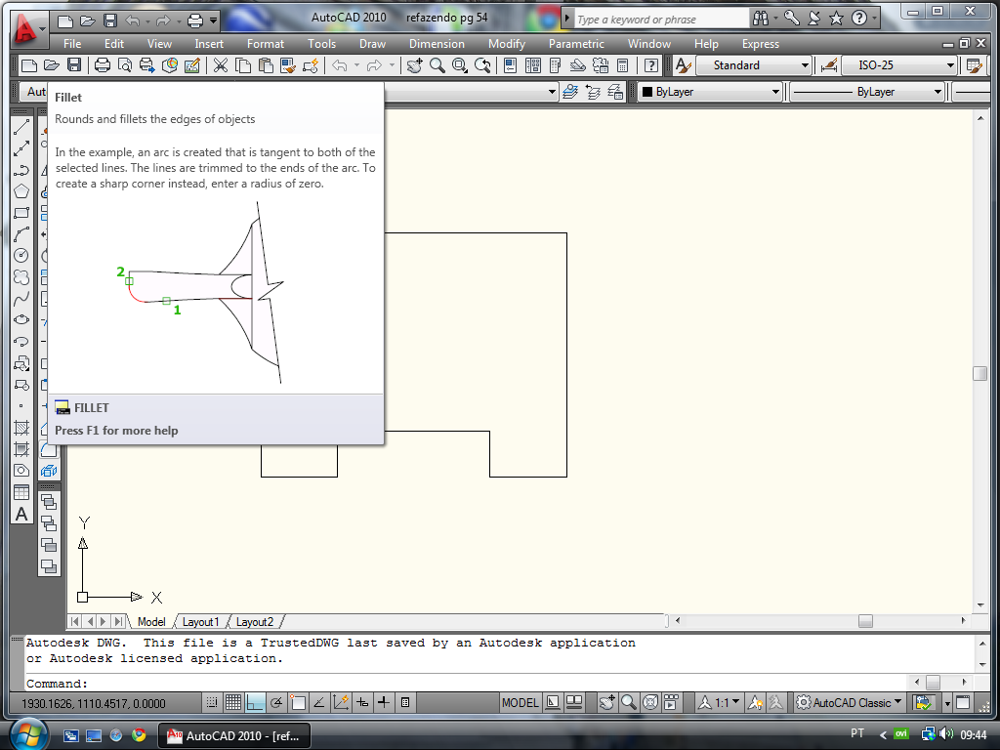 AutoCAD 2010 refazendo pg 54
Type a keyword or phrase
File Edit View Insert Format Tools Draw Dimension Modify Parametric Window Help Express
Standard
ISO-25
Aut
ByLayer
ByLayer
Fillet
Rounds and fillets the edges of objects
In the example, an arc is created that is tangent to both of the
selected lines. The lines are trimmed to the ends of the arc. To
create a sharp corner instead, enter a radius of zero.
2
1
FILLET
Press F1 for more help
A
Y
X
Model Layout1 Layout2
Autodesk DWG. This file is a TrustedDWG last saved by an Autodesk application
or Autodesk licensed application.
Command:
1930.1626, 1110.4517, 0.0000
MODEL
1:1
AutoCAD Classic
AutoCAD 2010 - [ref...
PT
ovi
09:44